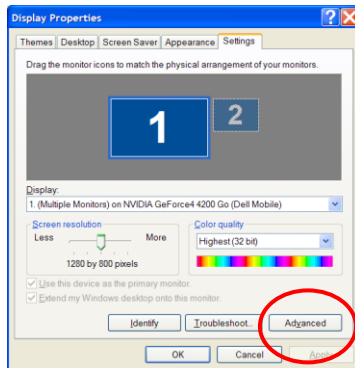 Display Properties
Themes Desktop Screen Saver Appearance Settings
Drag the monitor icons to match the physical arrangement of your monitors.
1 2
Display:
1. (Multiple Monitors) on NVIDIA GeForce4 4200 Go (Dell Mobile)
Screen resolution Color quality
Less More Highest (32 bit)
1280 by 800 pixels
Use this device as the primary monitor.
Extend my Windows desktop onto this monitor.
Identify Troubleshoot... Advanced
OK Cancel Apply